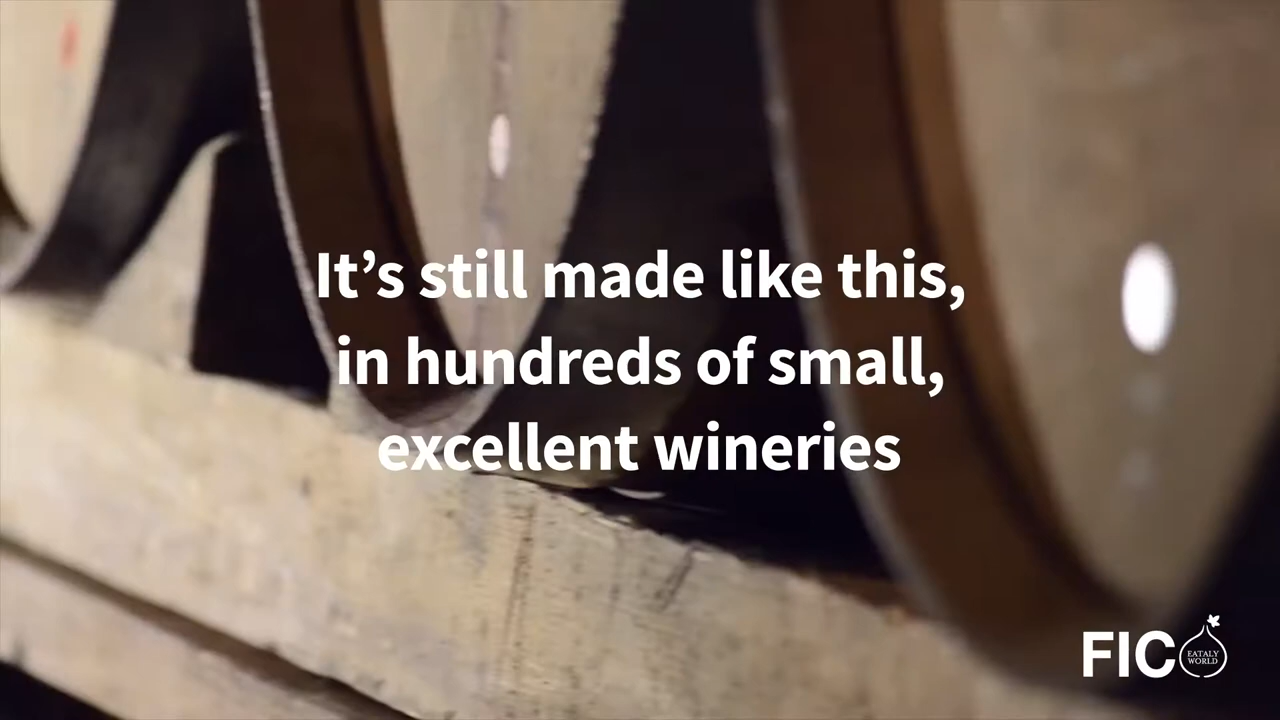 It’s still made like this,
in hundreds of small,
excellent wineries
FICO
EATALY
WORLD